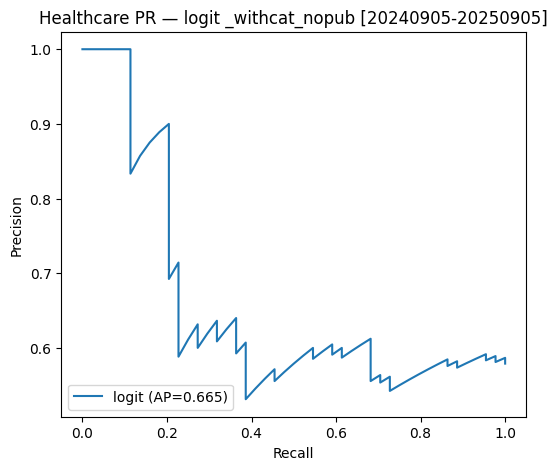 Healthcare PR — logit _withcat_nopub [20240905-20250905]
1.0
0.9
0.8
0.7
0.6
Precision
logit (AP=0.665)
0.0 0.2 0.4 0.6 0.8 1.0
Recall